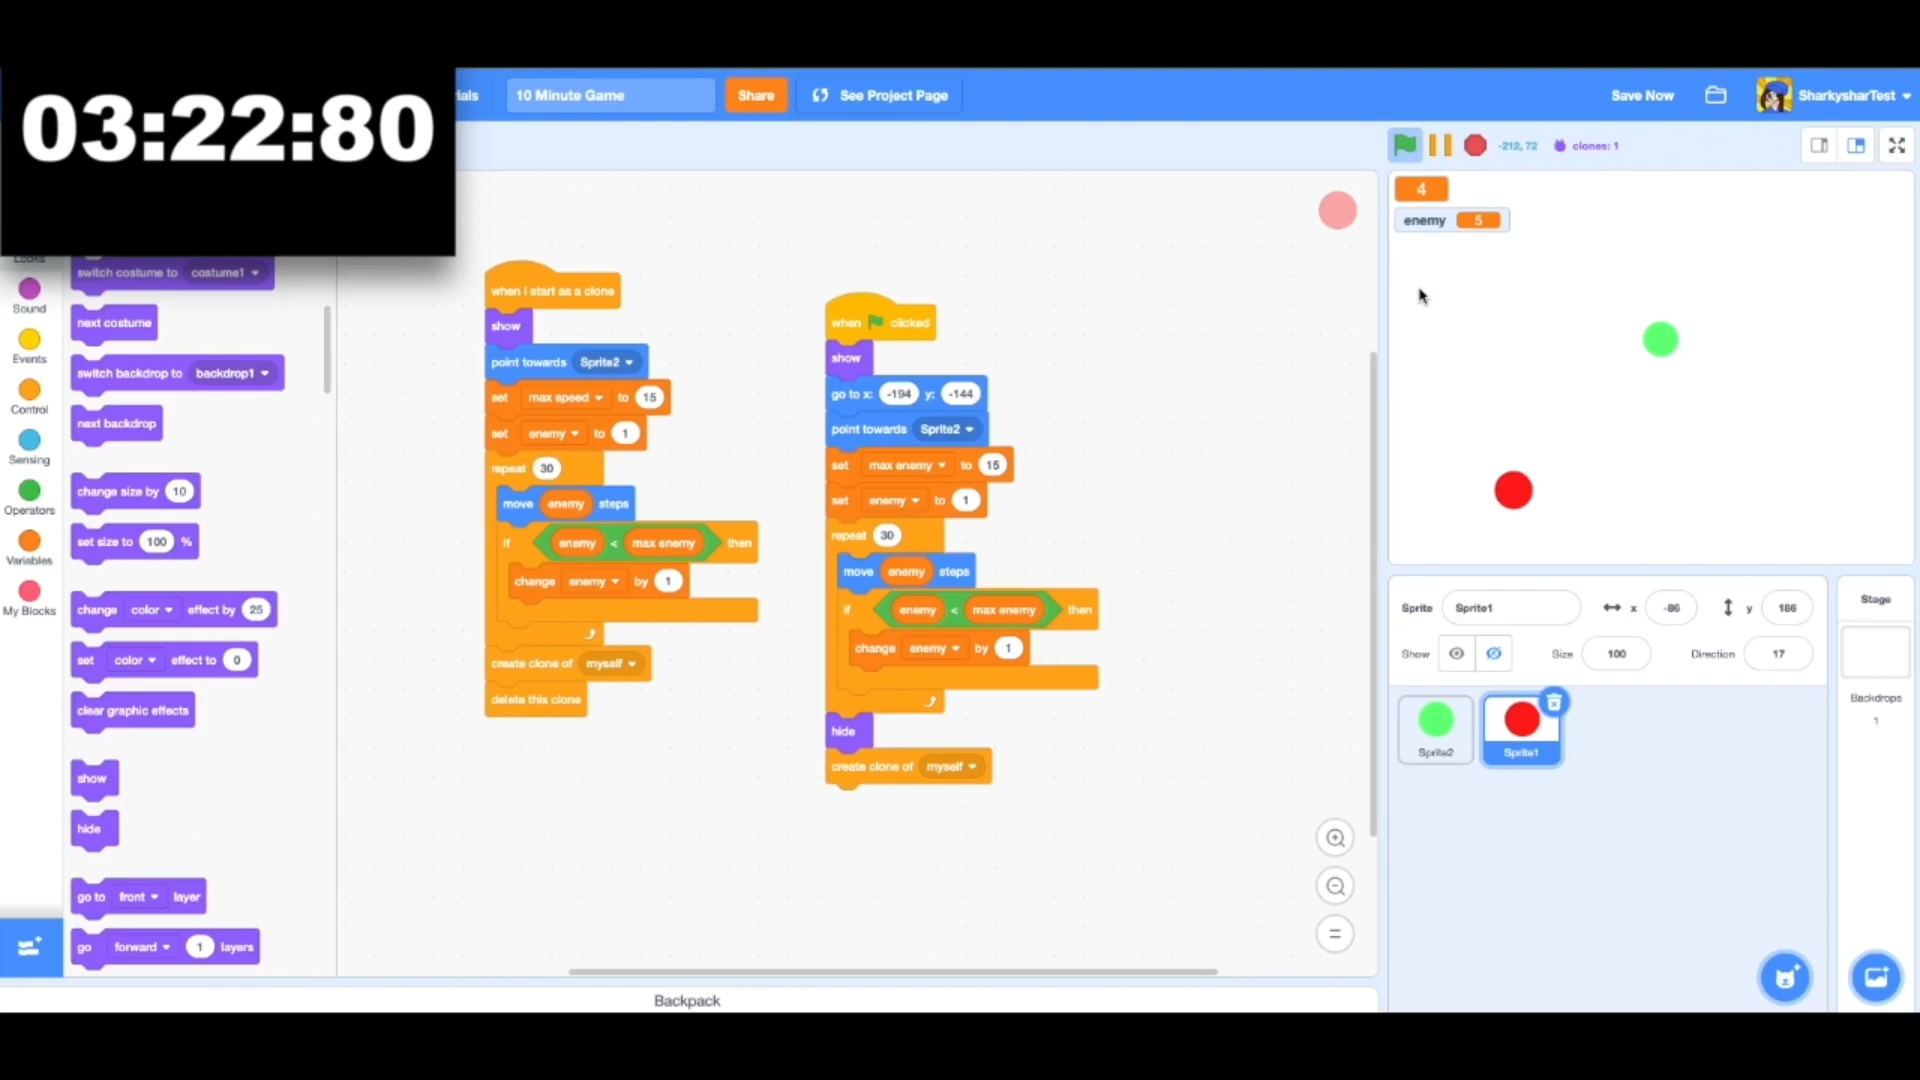 03:22:80
ials
10 Minute Game
Share
See Project Page
Save Now
SharkysharTest
-212, 72
clones: 1
4
enemy 5
Looks
Sound
Events
Control
Sensing
Operators
Variables
My Blocks
switch costume to costume1
next costume
switch backdrop to backdrop1
next backdrop
change size by 10
set size to 100 %
change color effect by 25
set color effect to 0
clear graphic effects
show
hide
go to front layer
go forward 1 layers
when I start as a clone
show
point towards Sprite2
set max speed to 15
set enemy to 1
repeat 30
move enemy steps
if enemy < max enemy then
change enemy by 1
create clone of myself
delete this clone
when clicked
show
go to x: -194 y: -144
point towards Sprite2
set max enemy to 15
set enemy to 1
repeat 30
move enemy steps
if enemy < max enemy then
change enemy by 1
hide
create clone of myself
Backpack
Sprite Sprite1 x -86 y 186
Show Size 100 Direction 17
Sprite2
Sprite1
Stage
Backdrops
1